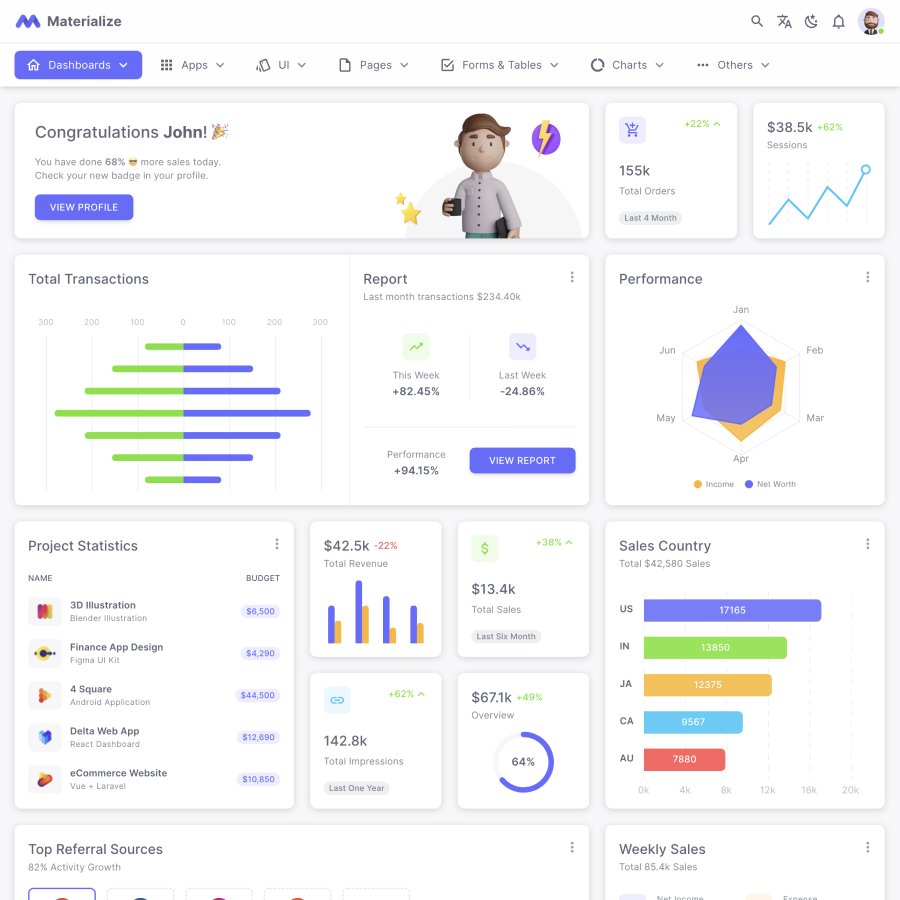 Materialize
Dashboards
Apps
UI
Pages
Forms & Tables
Charts
Others
Congratulations John! 🎉
You have done 68% 😎 more sales today.
Check your new badge in your profile.
VIEW PROFILE
+22%
155k
Total Orders
Last 4 Month
$38.5k +62%
Sessions
Total Transactions
300 200 100 0 100 200 300
Report
Last month transactions $234.40k
This Week
+82.45%
Last Week
-24.86%
Performance
+94.15%
VIEW REPORT
Performance
Jan
Jun
Feb
May
Mar
Apr
Income
Net Worth
Project Statistics
NAME BUDGET
3D Illustration
Blender Illustration
$6,500
Finance App Design
Figma UI Kit
$4,290
4 Square
Android Application
$44,500
Delta Web App
React Dashboard
$12,690
eCommerce Website
Vue + Laravel
$10,850
$42.5k -22%
Total Revenue
+38%
$
$13.4k
Total Sales
Last Six Month
+62%
142.8k
Total Impressions
Last One Year
$67.1k +49%
Overview
64%
Sales Country
Total $42,580 Sales
US 17165
IN 13850
JA 12375
CA 9567
AU 7880
0k 4k 8k 12k 16k 20k
Top Referral Sources
82% Activity Growth
Weekly Sales
Total 85.4k Sales
Net Income
Expense